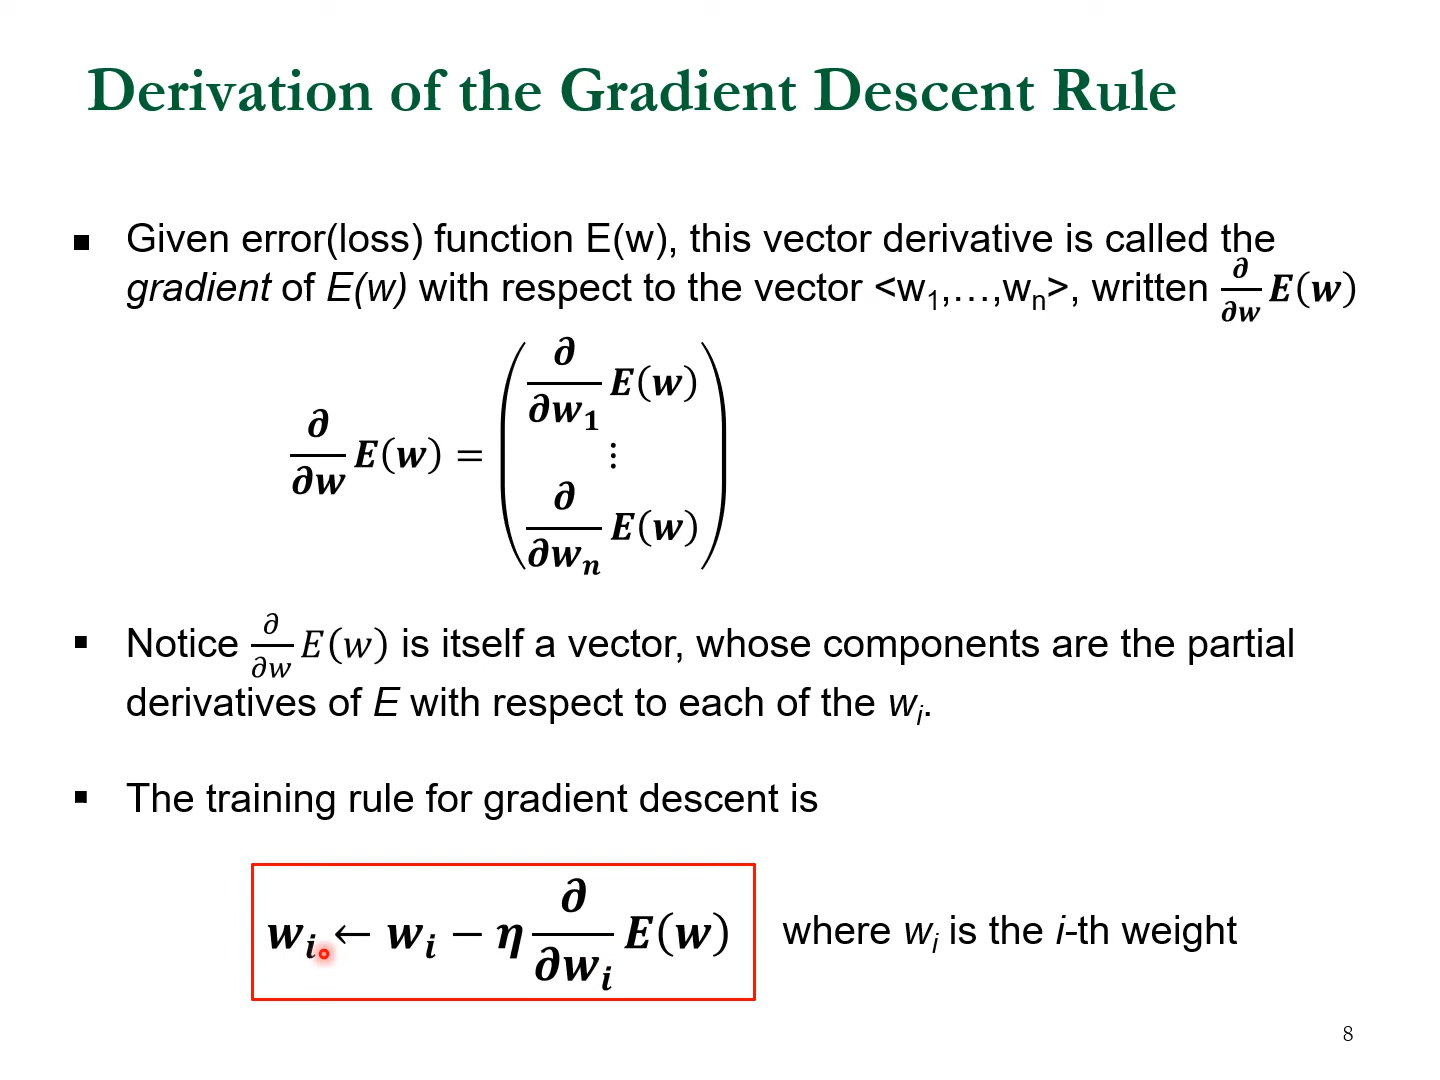 Derivation of the Gradient Descent Rule
▪ Given error(loss) function E(w), this vector derivative is called the
gradient of E(w) with respect to the vector <w₁,…,wₙ>, written ∂/∂w E(w)
∂/∂w E(w) = ( ∂/∂w₁ E(w) ⋮ ∂/∂wₙ E(w) )
▪ Notice ∂/∂w E(w) is itself a vector, whose components are the partial
derivatives of E with respect to each of the wᵢ.
▪ The training rule for gradient descent is
wᵢ ← wᵢ − η ∂/∂wᵢ E(w) where wᵢ is the i-th weight
8